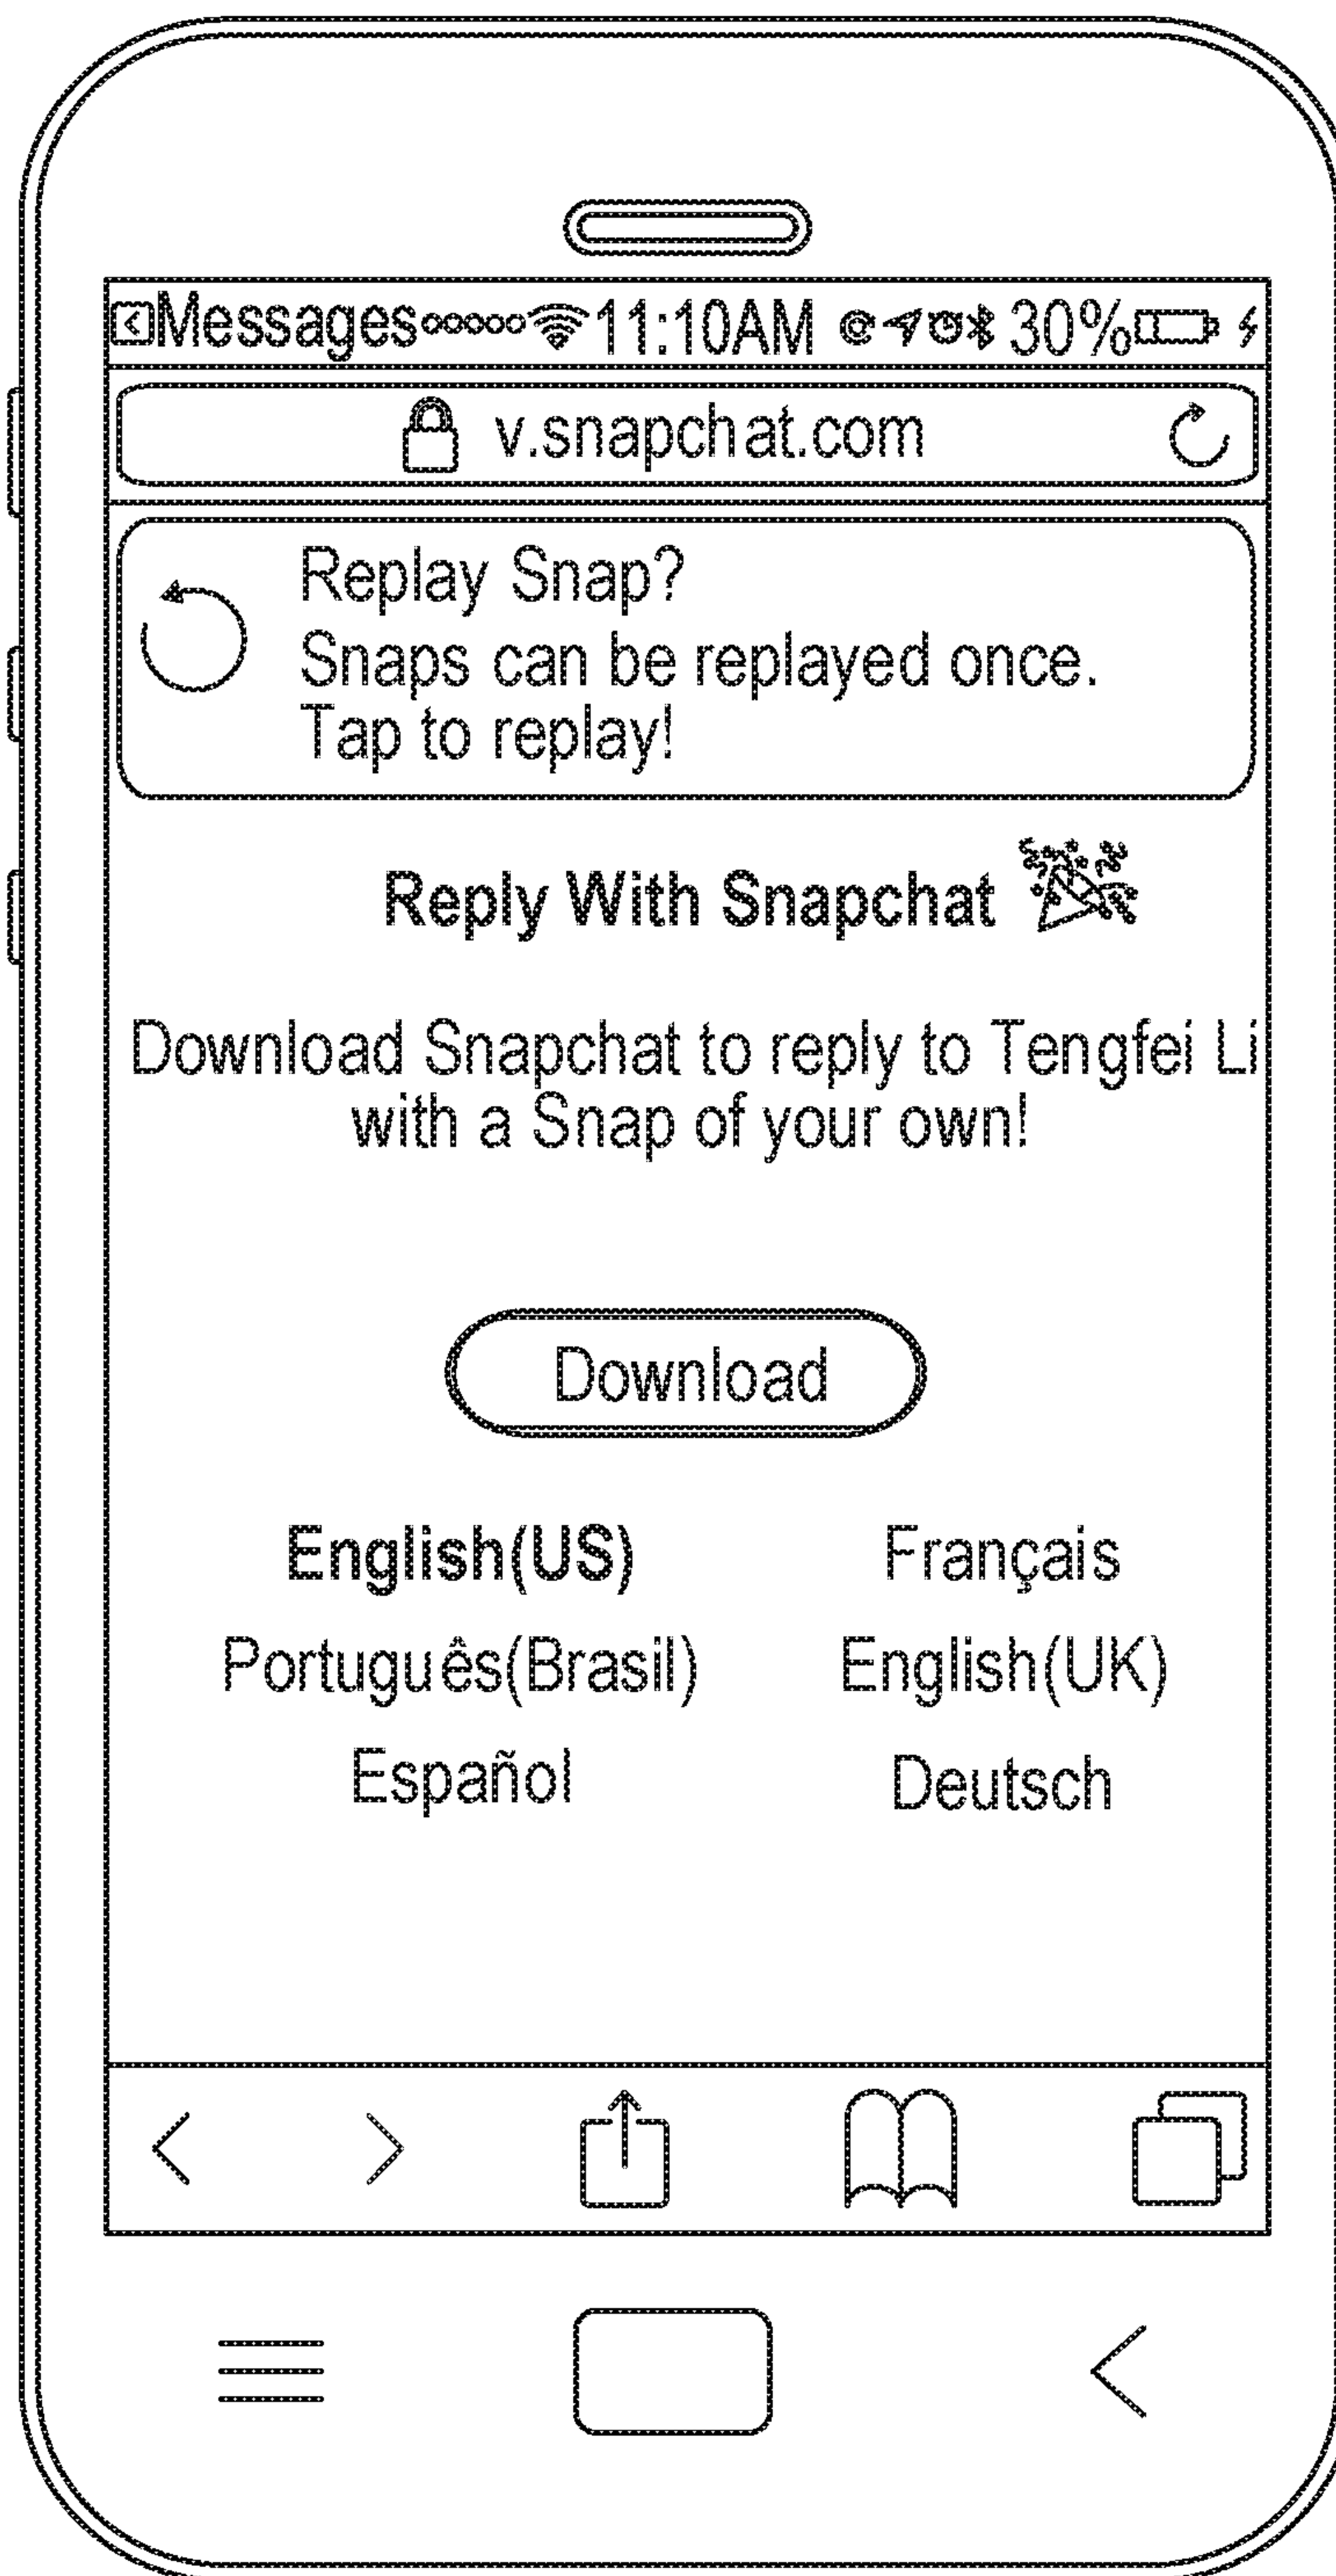 Messages 11:10AM 30%
v.snapchat.com
Replay Snap?
Snaps can be replayed once.
Tap to replay!
Reply With Snapchat
Download Snapchat to reply to Tengfei Li
with a Snap of your own!
Download
English(US) Français
Português(Brasil) English(UK)
Español Deutsch